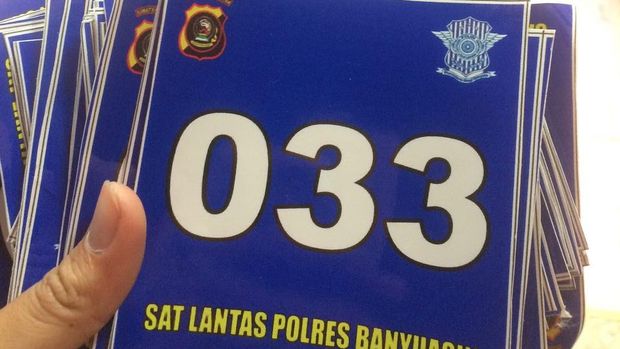 033
SAT LANTAS POLRES BANYUASIN